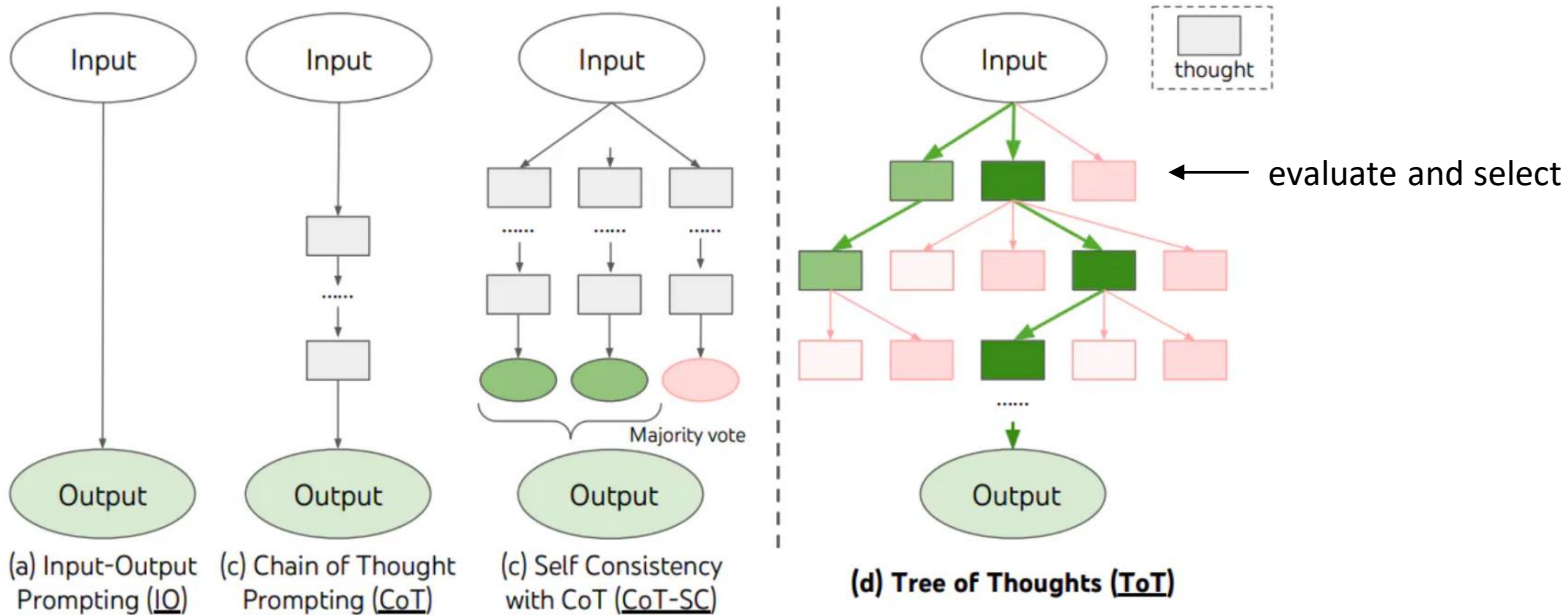 Input
Input
Input
Input
thought
evaluate and select
......
......
......
......
......
Majority vote
Output
Output
Output
Output
(a) Input-Output
Prompting (IO)
(c) Chain of Thought
Prompting (CoT)
(c) Self Consistency
with CoT (CoT-SC)
(d) Tree of Thoughts (ToT)